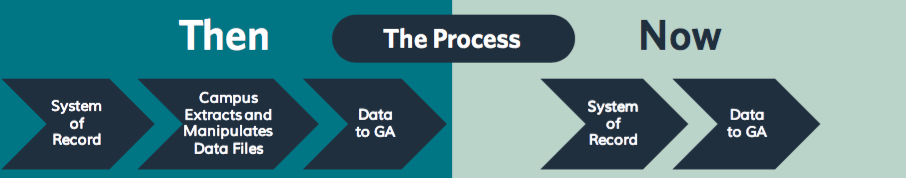 Then
The Process
Now
System
of
Record
Campus
Extracts and
Manipulates
Data Files
Data
to GA
System
of
Record
Data
to GA